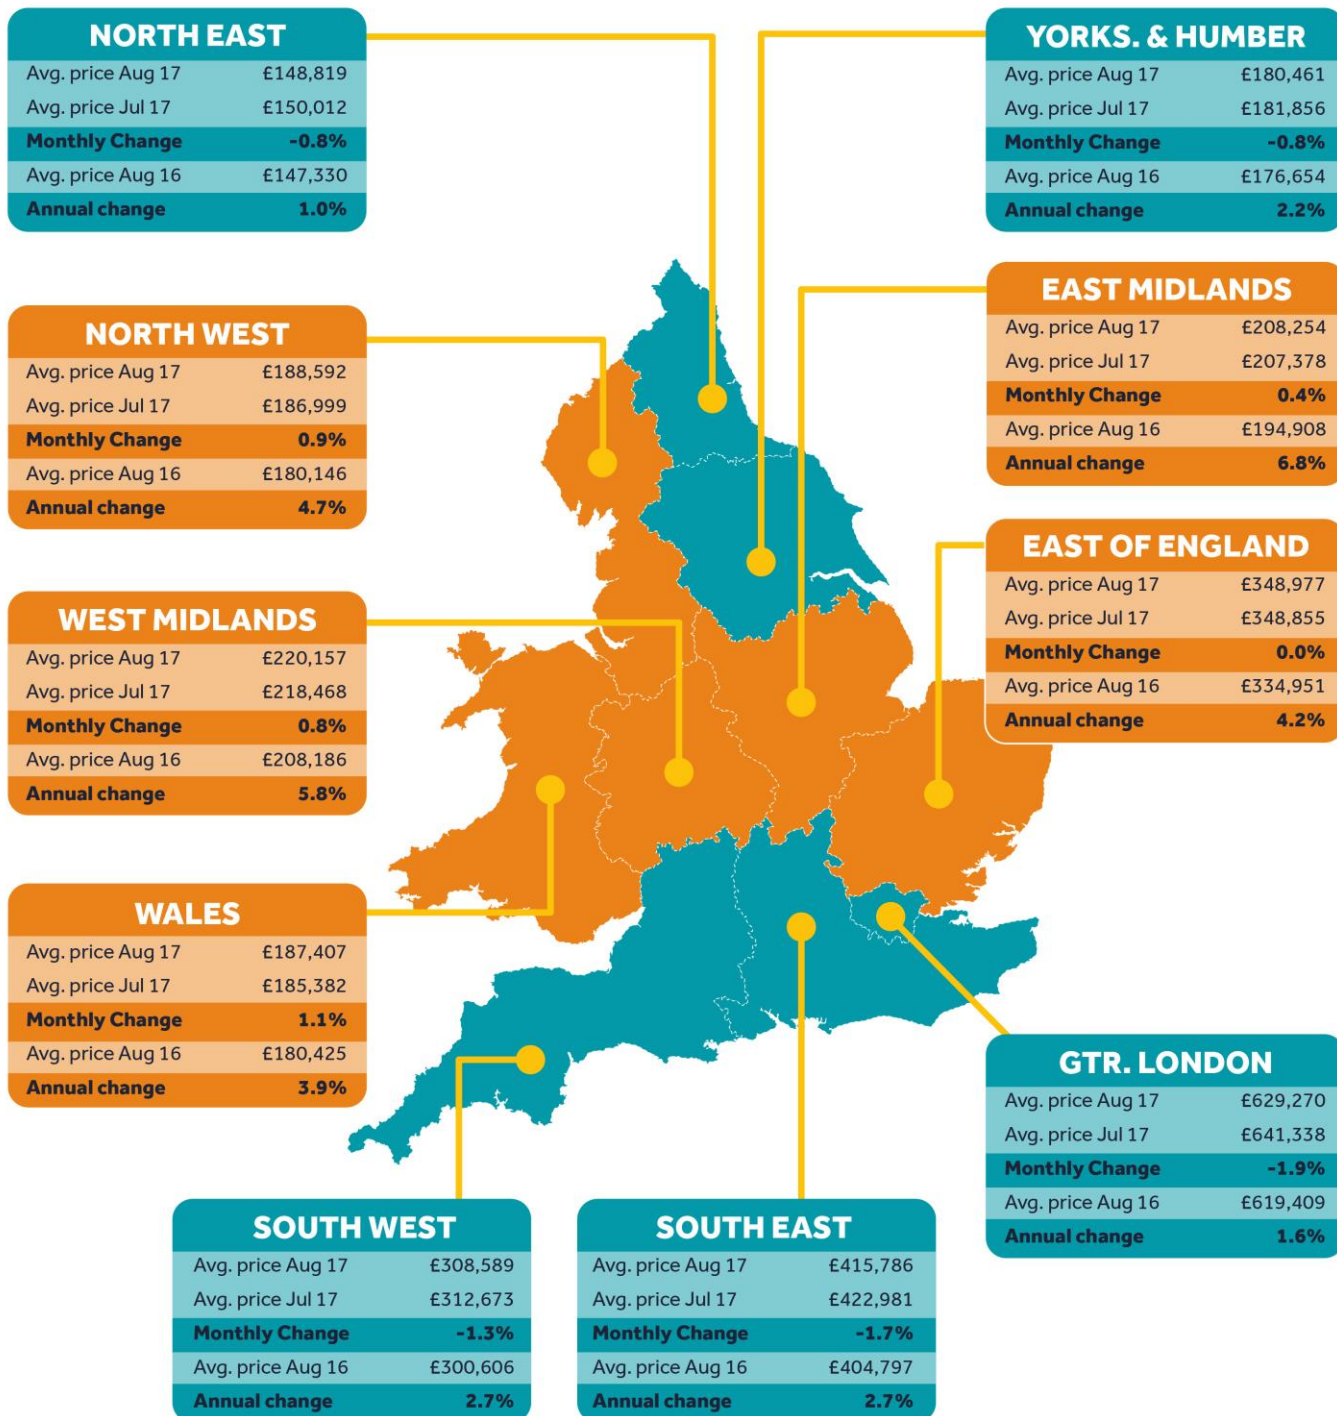 NORTH EAST
Avg. price Aug 17 £148,819
Avg. price Jul 17 £150,012
Monthly Change -0.8%
Avg. price Aug 16 £147,330
Annual change 1.0%
YORKS. & HUMBER
Avg. price Aug 17 £180,461
Avg. price Jul 17 £181,856
Monthly Change -0.8%
Avg. price Aug 16 £176,654
Annual change 2.2%
NORTH WEST
Avg. price Aug 17 £188,592
Avg. price Jul 17 £186,999
Monthly Change 0.9%
Avg. price Aug 16 £180,146
Annual change 4.7%
EAST MIDLANDS
Avg. price Aug 17 £208,254
Avg. price Jul 17 £207,378
Monthly Change 0.4%
Avg. price Aug 16 £194,908
Annual change 6.8%
WEST MIDLANDS
Avg. price Aug 17 £220,157
Avg. price Jul 17 £218,468
Monthly Change 0.8%
Avg. price Aug 16 £208,186
Annual change 5.8%
EAST OF ENGLAND
Avg. price Aug 17 £348,977
Avg. price Jul 17 £348,855
Monthly Change 0.0%
Avg. price Aug 16 £334,951
Annual change 4.2%
WALES
Avg. price Aug 17 £187,407
Avg. price Jul 17 £185,382
Monthly Change 1.1%
Avg. price Aug 16 £180,425
Annual change 3.9%
GTR. LONDON
Avg. price Aug 17 £629,270
Avg. price Jul 17 £641,338
Monthly Change -1.9%
Avg. price Aug 16 £619,409
Annual change 1.6%
SOUTH WEST
Avg. price Aug 17 £308,589
Avg. price Jul 17 £312,673
Monthly Change -1.3%
Avg. price Aug 16 £300,606
Annual change 2.7%
SOUTH EAST
Avg. price Aug 17 £415,786
Avg. price Jul 17 £422,981
Monthly Change -1.7%
Avg. price Aug 16 £404,797
Annual change 2.7%